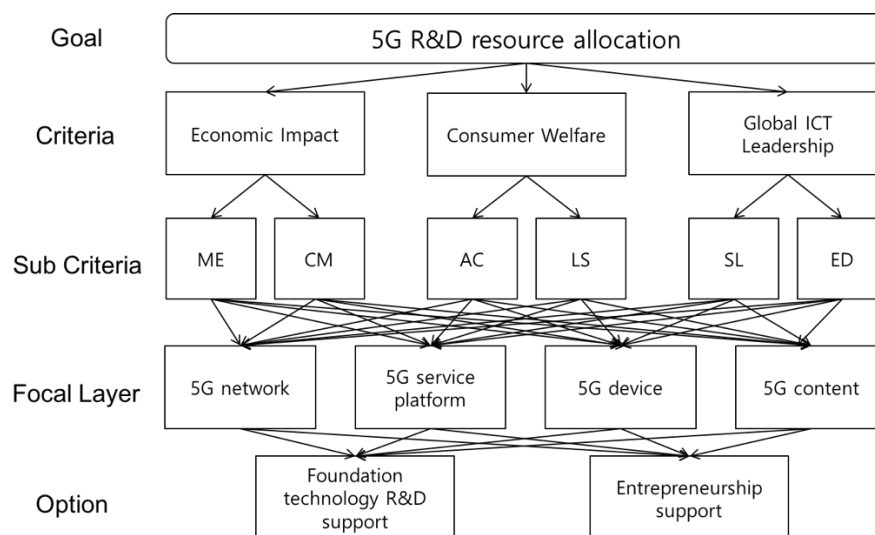 Goal
5G R&D resource allocation
Criteria
Economic Impact
Consumer Welfare
Global ICT
Leadership
Sub Criteria
ME
CM
AC
LS
SL
ED
Focal Layer
5G network
5G service
platform
5G device
5G content
Option
Foundation
technology R&D
support
Entrepreneurship
support